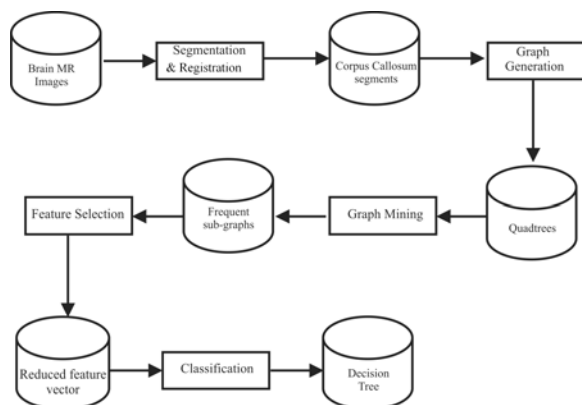 Brain MR
Images
Segmentation
& Registration
Corpus Callosum
segments
Graph
Generation
Feature Selection
Frequent
sub-graphs
Graph Mining
Quadtrees
Reduced feature
vector
Classification
Decision
Tree